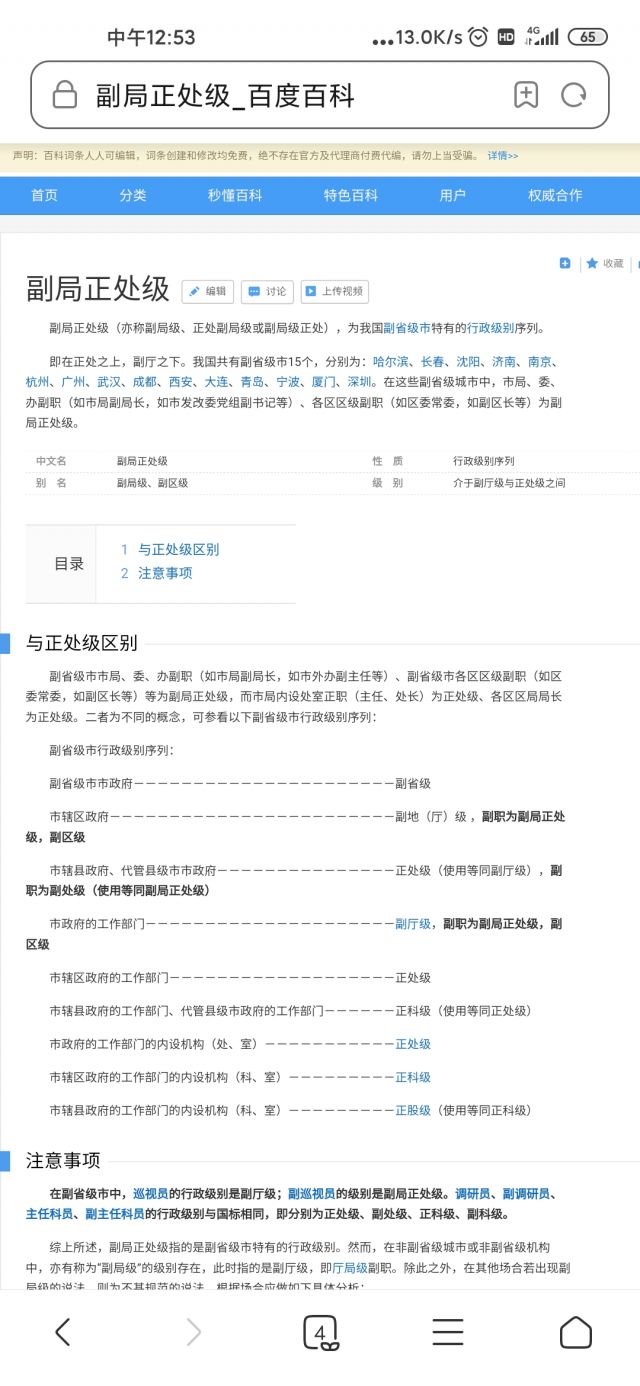 中午12:53
...13.0K/s HD 4G 65
副局正处级_百度百科
声明：百科词条人人可编辑，词条创建和修改均免费，绝不存在官方及代理商付费代编，请勿上当受骗。 详情>>
首页 分类 秒懂百科 特色百科 用户 权威合作
收藏
副局正处级 编辑 讨论 上传视频
副局正处级（亦称副局级、正处副局级或副局级正处），为我国副省级市特有的行政级别序列。
即在正处之上，副厅之下。我国共有副省级市15个，分别为：哈尔滨、长春、沈阳、济南、南京、
杭州、广州、武汉、成都、西安、大连、青岛、宁波、厦门、深圳。在这些副省级城市中，市局、委、
办副职（如市局副局长，如市发改委党组副书记等）、各区区级副职（如区委常委，如副区长等）为副
局正处级。
中文名 副局正处级 性 质 行政级别序列
别 名 副局级、副区级 级 别 介于副厅级与正处级之间
目录
1 与正处级区别
2 注意事项
与正处级区别
副省级市市局、委、办副职（如市局副局长，如市外办副主任等）、副省级市各区区级副职（如区
委常委，如副区长等）等为副局正处级，而市局内设处室正职（主任、处长）为正处级、各区区局局长
为正处级。二者为不同的概念，可参看以下副省级市行政级别序列：
副省级市行政级别序列：
副省级市市政府－－－－－－－－－－－－－－－－－－－－－－副省级
市辖区政府－－－－－－－－－－－－－－－－－－－－－－－－副地（厅）级 ，副职为副局正处
级，副区级
市辖县政府、代管县级市市政府－－－－－－－－－－－－－－－正处级（使用等同副厅级），副
职为副处级（使用等同副局正处级）
市政府的工作部门－－－－－－－－－－－－－－－－－－－－－副厅级，副职为副局正处级，副
区级
市辖区政府的工作部门－－－－－－－－－－－－－－－－－－－正处级
市辖县政府的工作部门、代管县级市政府的工作部门－－－－－－正科级（使用等同正处级）
市政府的工作部门的内设机构（处、室）－－－－－－－－－－－正处级
市辖区政府的工作部门的内设机构（科、室）－－－－－－－－－正科级
市辖县政府的工作部门的内设机构（科、室）－－－－－－－－－正股级（使用等同正科级）
注意事项
在副省级市中，巡视员的行政级别是副厅级；副巡视员的级别是副局正处级。调研员、副调研员、
主任科员、副主任科员的行政级别与国标相同，即分别为正处级、副处级、正科级、副科级。
综上所述，副局正处级指的是副省级市特有的行政级别。然而，在非副省级城市或非副省级机构
中，亦有称为“副局级”的级别存在，此时指的是副厅级，即厅局级副职。除此之外，在其他场合若出现副
局级的说法，则为不甚规范的说法，根据场合应做如下具体分析：
4